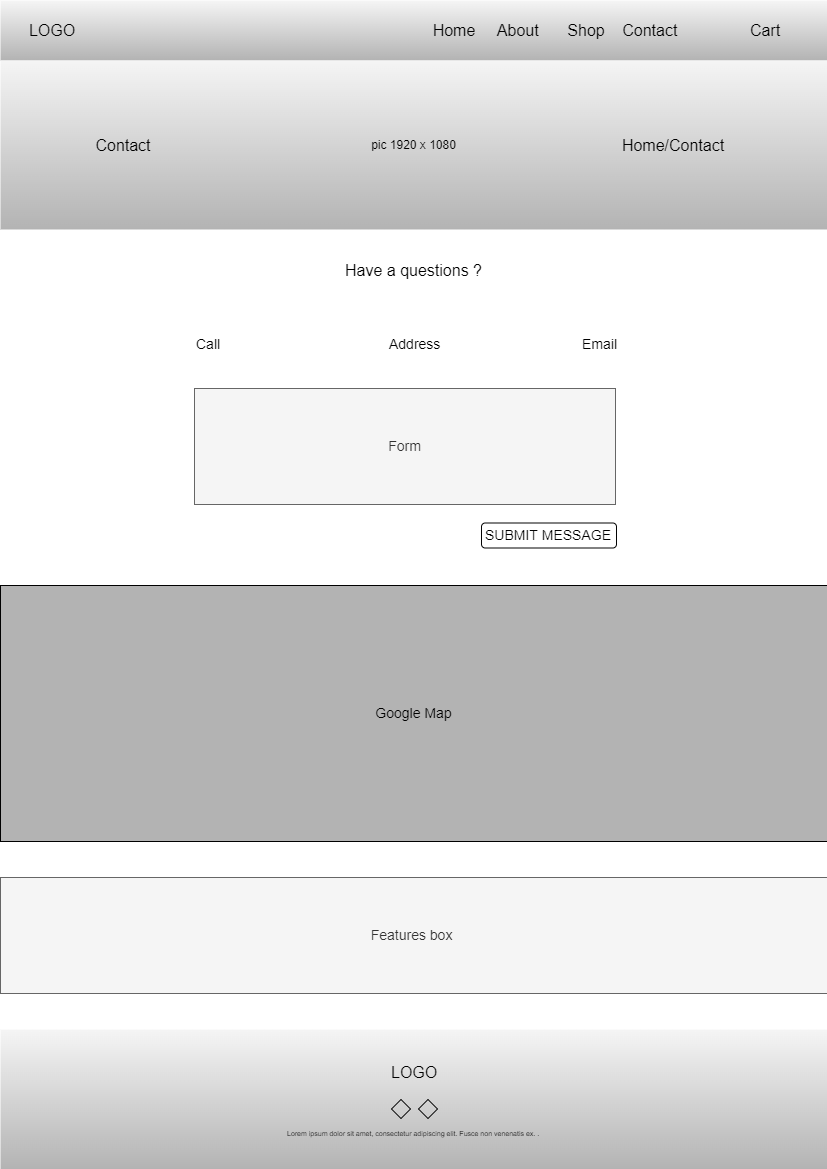 LOGO Home About Shop Contact Cart
Contact pic 1920 x 1080 Home/Contact
Have a questions ?
Call Address Email
Form
SUBMIT MESSAGE
Google Map
Features box
LOGO
Lorem ipsum dolor sit amet, consectetur adipiscing elit. Fusce non venenatis ex. .